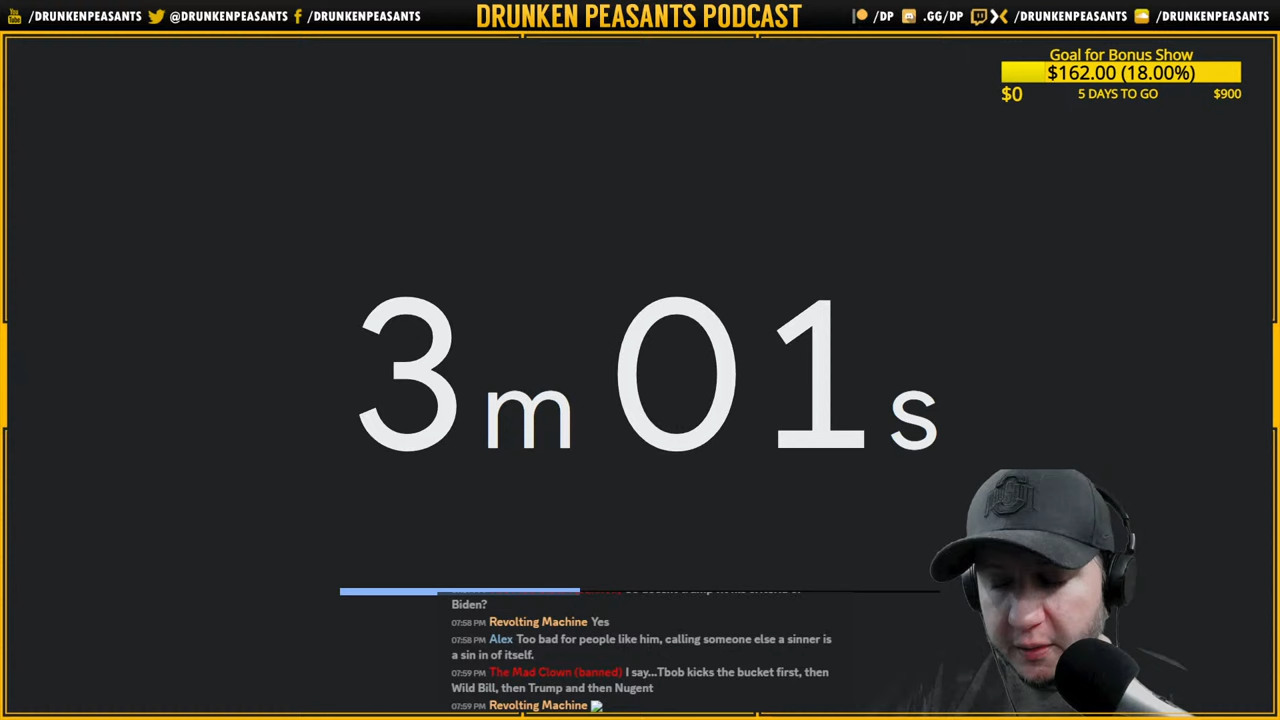 /DRUNKENPEASANTS @DRUNKENPEASANTS /DRUNKENPEASANTS DRUNKEN PEASANTS PODCAST /DP .GG/DP /DRUNKENPEASANTS /DRUNKENPEASANTS
Goal for Bonus Show
$162.00 (18.00%)
$0 5 DAYS TO GO $900
3 m 01 s
Biden?
07:58 PM Revolting Machine Yes
07:58 PM Alex Too bad for people like him, calling someone else a sinner is
a sin in of itself.
07:59 PM The Mad Clown (banned) I say...Tbob kicks the bucket first, then
Wild Bill, then Trump and then Nugent
07:59 PM Revolting Machine